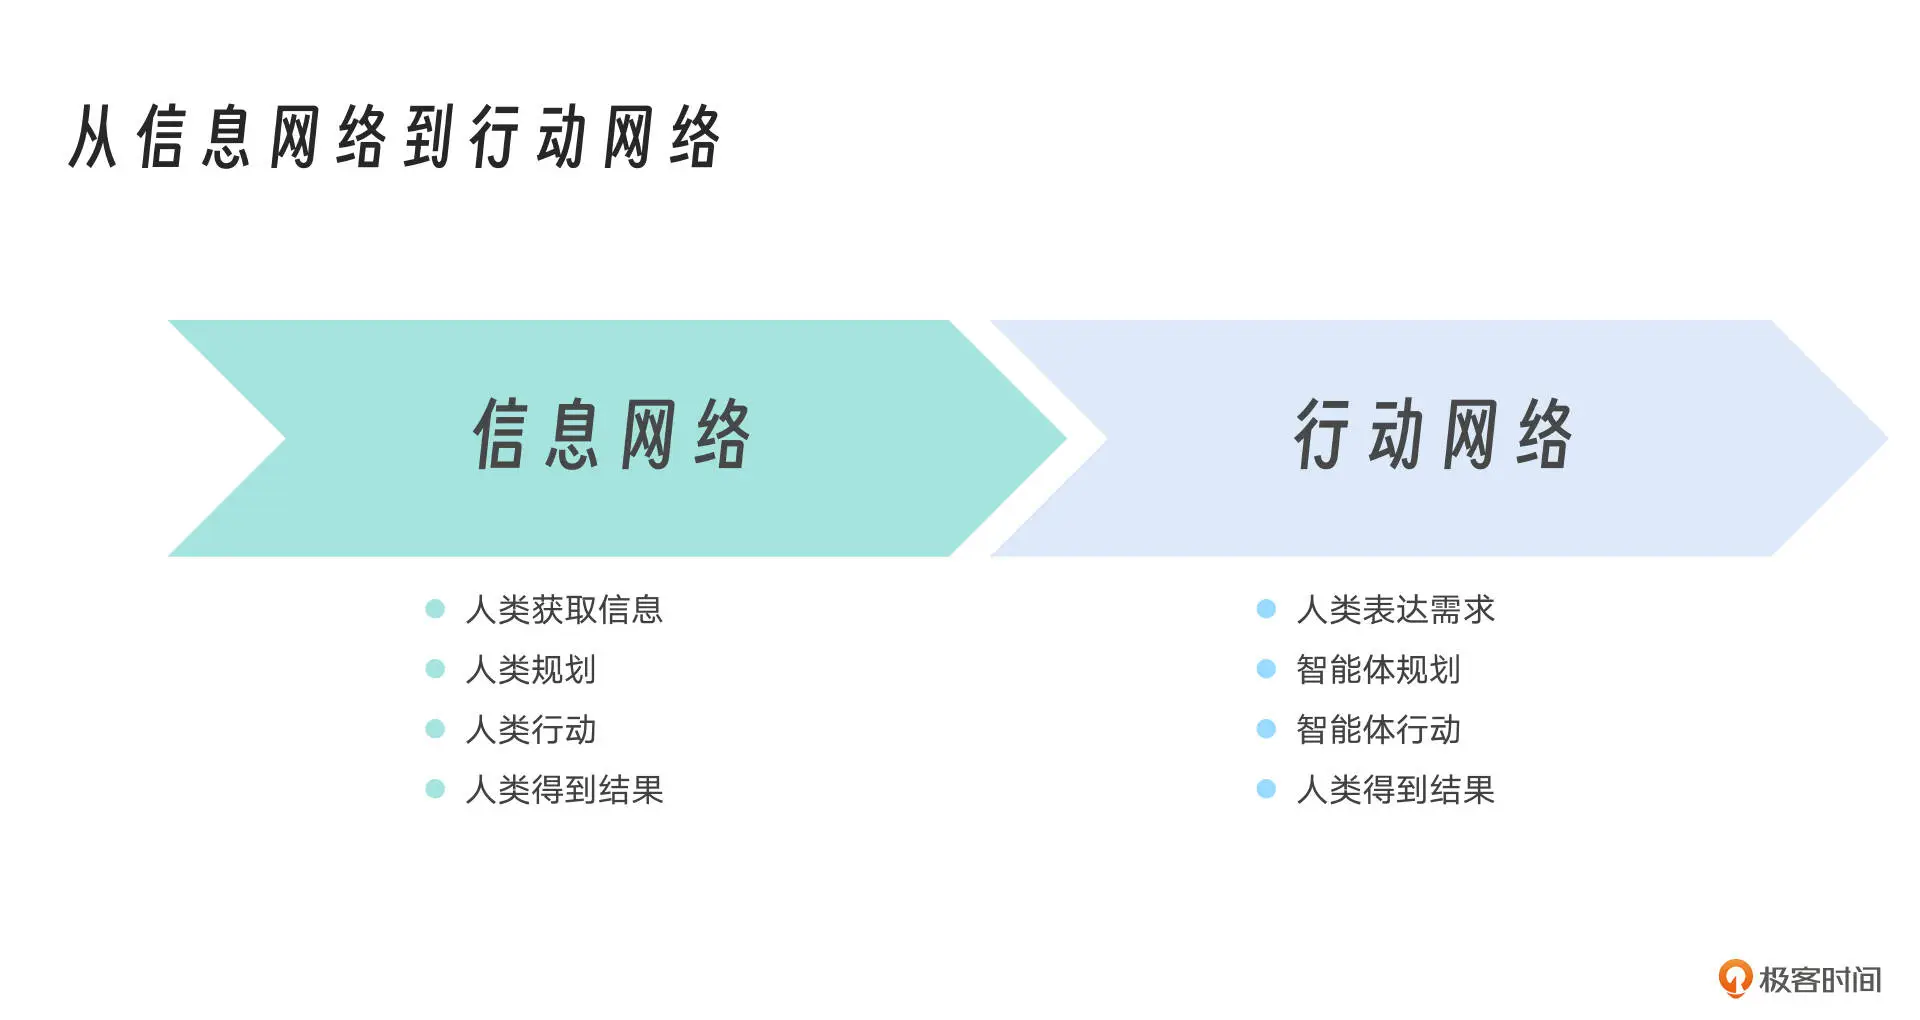 从信息网络到行动网络
信息网络
人类获取信息
人类规划
人类行动
人类得到结果
行动网络
人类表达需求
智能体规划
智能体行动
人类得到结果
极客时间